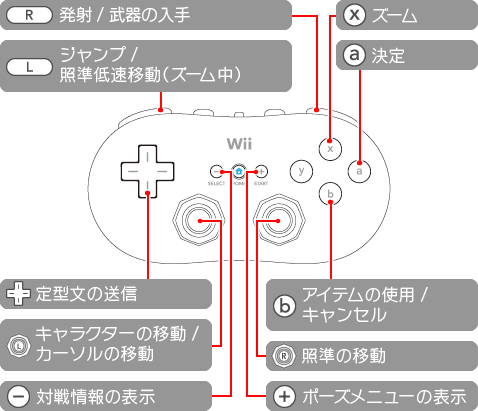 R 発射 / 武器の入手
L ジャンプ /
照準低速移動(ズーム中)
x ズーム
a 決定
Wii
x
y
a
b
SELECT HOME START
定型文の送信
L キャラクターの移動 /
カーソルの移動
対戦情報の表示
b アイテムの使用 /
キャンセル
R 照準の移動
ポーズメニューの表示